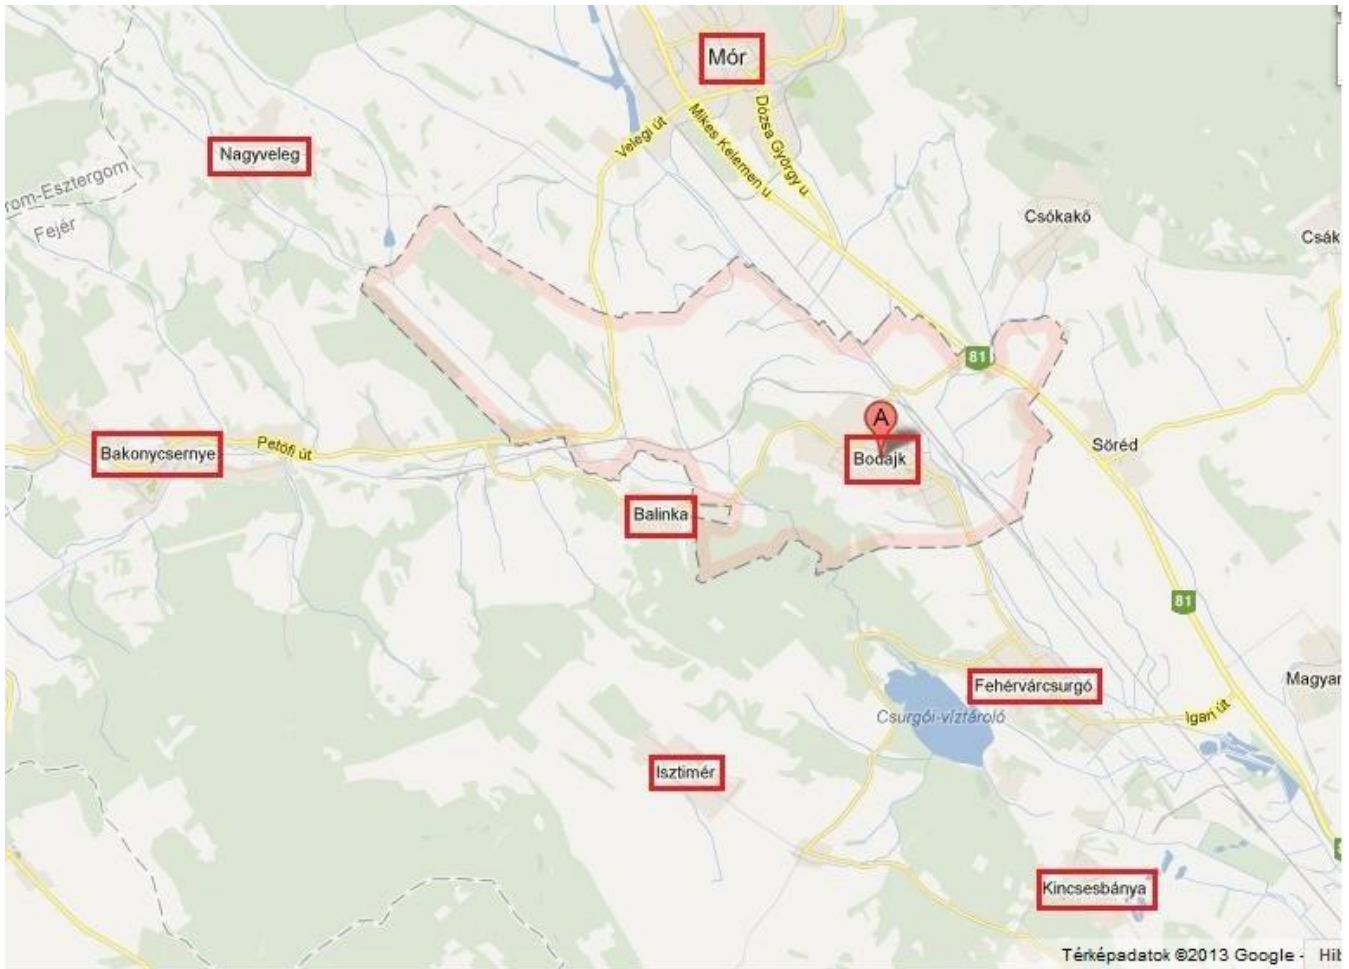 Mór
Velegi út
Mikes Kelemen u.
Dózsa György u.
Nagyveleg
rom-Esztergom
Fejér
Csókakő
Csák
81
A
Bodajk
Söréd
Bakonycsernye
Petőfi út
Balinka
81
Fehérvárcsurgó
Magyar
Csurgói-víztároló
Igari út
Isztimér
Kincsesbánya
Térképadatok ©2013 Google -
Hib